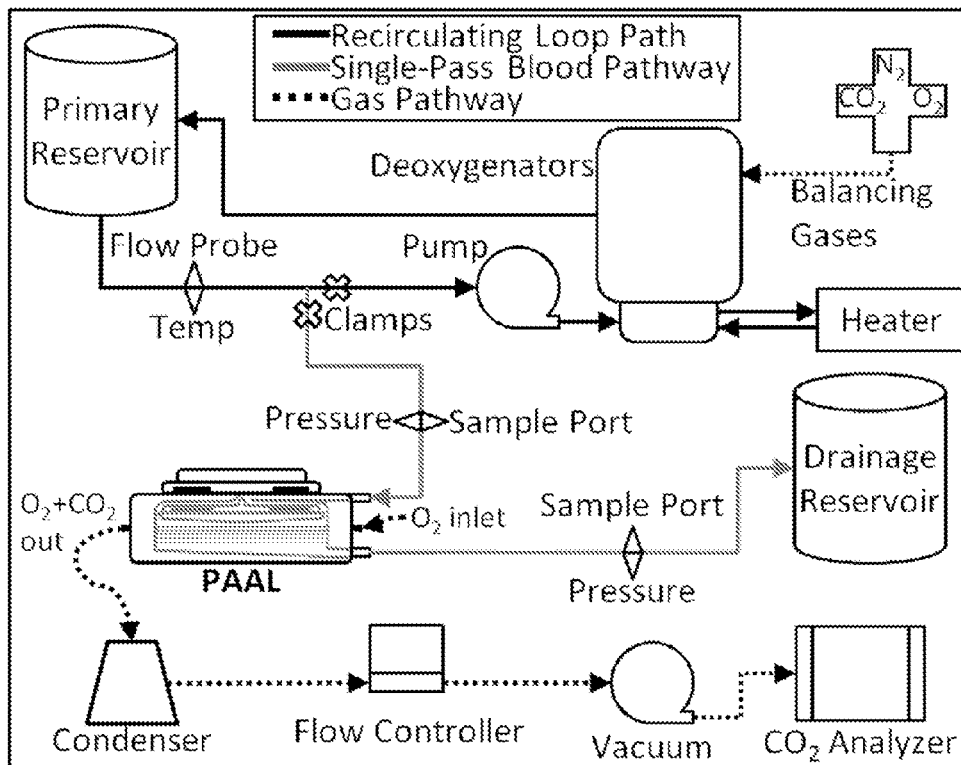 Recirculating Loop Path
Single-Pass Blood Pathway
Gas Pathway
Primary
Reservoir
N₂
CO₂ O₂
Deoxygenators
Balancing
Gases
Flow Probe
Pump
Temp
Clamps
Heater
Pressure Sample Port
Drainage
Reservoir
O₂+CO₂
out
O₂ inlet
Sample Port
PAAL
Pressure
Condenser
Flow Controller
Vacuum
CO₂ Analyzer